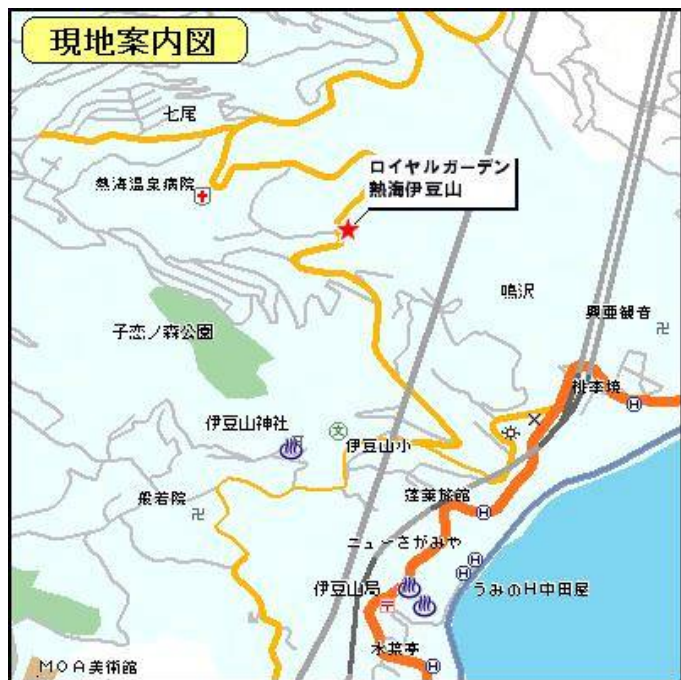 現地案内図
七尾
ロイヤルガーデン
熱海伊豆山
熱海温泉病院
鳴沢
興亜観音
卍
子恋ノ森公園
桃李境
H
伊豆山神社
文
伊豆山小
蓬莱旅館
般若院
卍
H
ニューさがみや
H
H
伊豆山局
〒
うみのH中田屋
水葉亭
H
MOA美術館